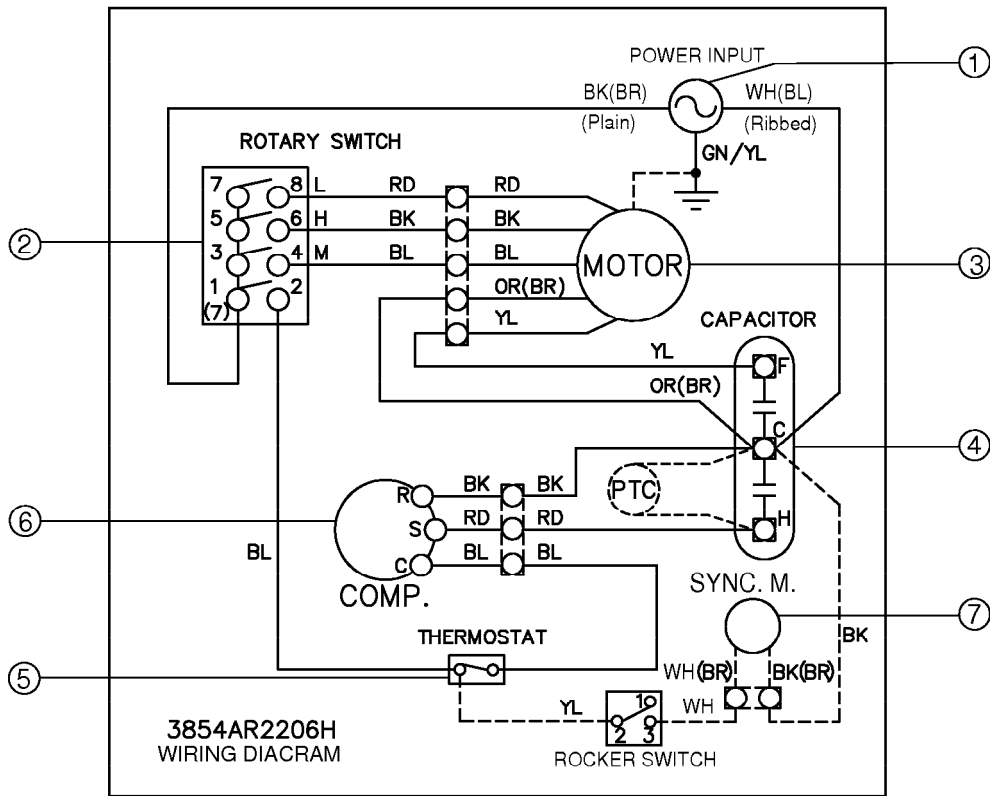 POWER INPUT
1
BK(BR)
WH(BL)
(Plain)
(Ribbed)
ROTARY SWITCH
GN/YL
7
8
L
RD
RD
5
6
H
BK
BK
2
3
4
M
BL
BL
MOTOR
3
1
2
(7)
OR(BR)
YL
CAPACITOR
YL
F
OR(BR)
C
4
R
BK
BK
PTC
6
S
RD
RD
H
BL
C
BL
BL
COMP.
SYNC. M.
7
THERMOSTAT
BK
5
WH(BR)
BK(BR)
YL
1
WH
2
3
3854AR2206H
WIRING DIACRAM
ROCKER SWITCH